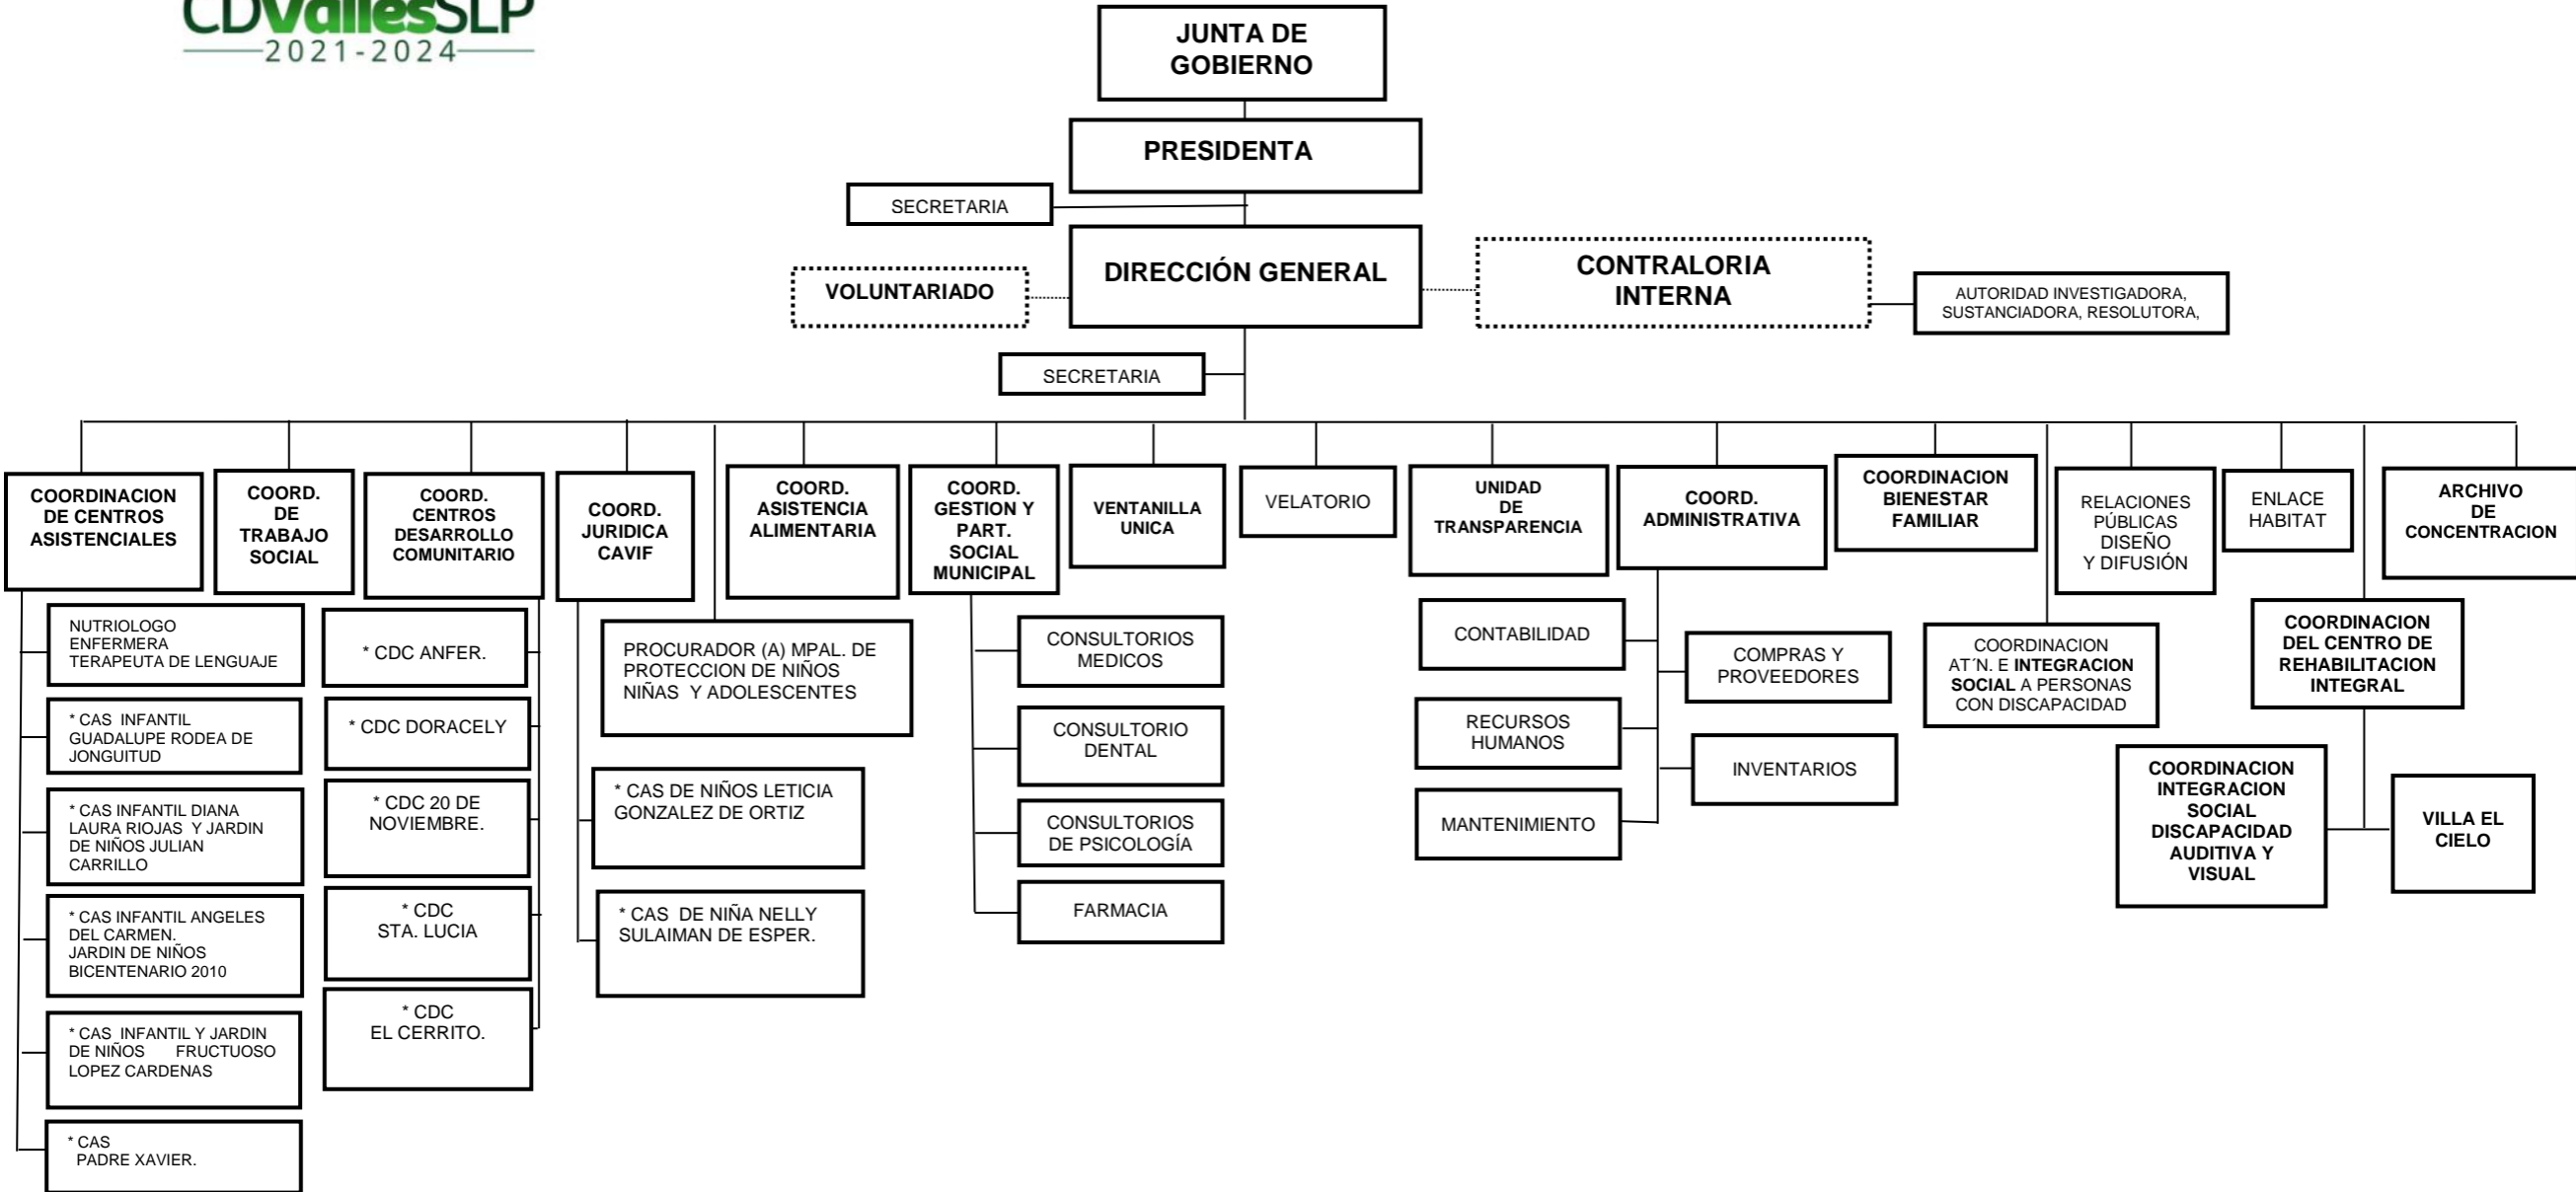 CDVallesSLP
2021-2024
JUNTA DE
GOBIERNO
PRESIDENTA
SECRETARIA
DIRECCIÓN GENERAL
VOLUNTARIADO
CONTRALORIA
INTERNA
AUTORIDAD INVESTIGADORA,
SUSTANCIADORA, RESOLUTORA,
SECRETARIA
COORDINACION
DE CENTROS
ASISTENCIALES
COORD.
DE
TRABAJO
SOCIAL
COORD.
CENTROS
DESARROLLO
COMUNITARIO
COORD.
JURIDICA
CAVIF
COORD.
ASISTENCIA
ALIMENTARIA
COORD.
GESTION Y
PART.
SOCIAL
MUNICIPAL
VENTANILLA
UNICA
VELATORIO
UNIDAD
DE
TRANSPARENCIA
COORD.
ADMINISTRATIVA
COORDINACION
BIENESTAR
FAMILIAR
RELACIONES
PÚBLICAS
DISEÑO
Y DIFUSIÓN
ENLACE
HABITAT
ARCHIVO
DE
CONCENTRACION
NUTRIOLOGO
ENFERMERA
TERAPEUTA DE LENGUAJE
* CAS INFANTIL
GUADALUPE RODEA DE
JONGUITUD
* CAS INFANTIL DIANA
LAURA RIOJAS Y JARDIN
DE NIÑOS JULIAN
CARRILLO
* CAS INFANTIL ANGELES
DEL CARMEN.
JARDIN DE NIÑOS
BICENTENARIO 2010
* CAS INFANTIL Y JARDIN
DE NIÑOS FRUCTUOSO
LOPEZ CARDENAS
* CAS
PADRE XAVIER.
* CDC ANFER.
* CDC DORACELY
* CDC 20 DE
NOVIEMBRE.
* CDC
STA. LUCIA
* CDC
EL CERRITO.
PROCURADOR (A) MPAL. DE
PROTECCION DE NIÑOS
NIÑAS Y ADOLESCENTES
* CAS DE NIÑOS LETICIA
GONZALEZ DE ORTIZ
* CAS DE NIÑA NELLY
SULAIMAN DE ESPER.
CONSULTORIOS
MEDICOS
CONSULTORIO
DENTAL
CONSULTORIOS
DE PSICOLOGÍA
FARMACIA
CONTABILIDAD
RECURSOS
HUMANOS
MANTENIMIENTO
COMPRAS Y
PROVEEDORES
INVENTARIOS
COORDINACION
AT´N. E INTEGRACION
SOCIAL A PERSONAS
CON DISCAPACIDAD
COORDINACION
DEL CENTRO DE
REHABILITACION
INTEGRAL
COORDINACION
INTEGRACION
SOCIAL
DISCAPACIDAD
AUDITIVA Y
VISUAL
VILLA EL
CIELO